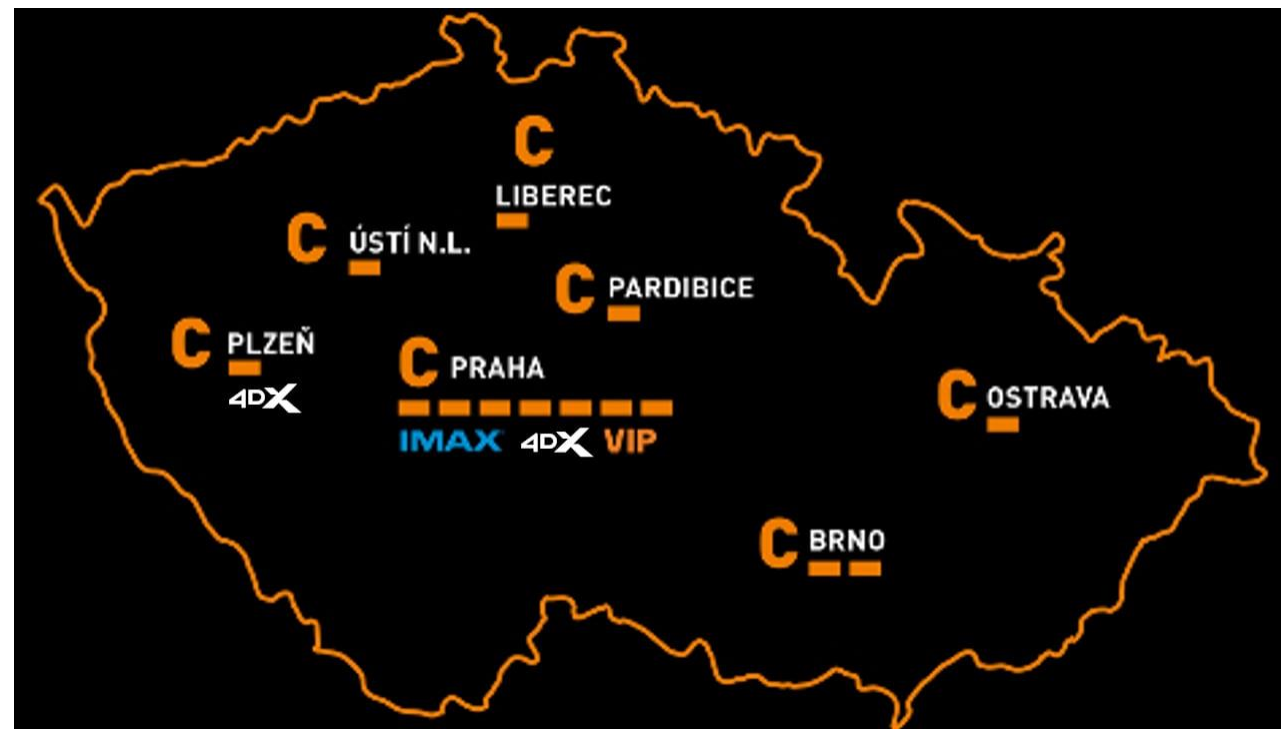 C
LIBEREC
C ÚSTÍ N.L.
C PARDIBICE
C PLZEŇ
4DX
C PRAHA
IMAX 4DX VIP
C OSTRAVA
C BRNO